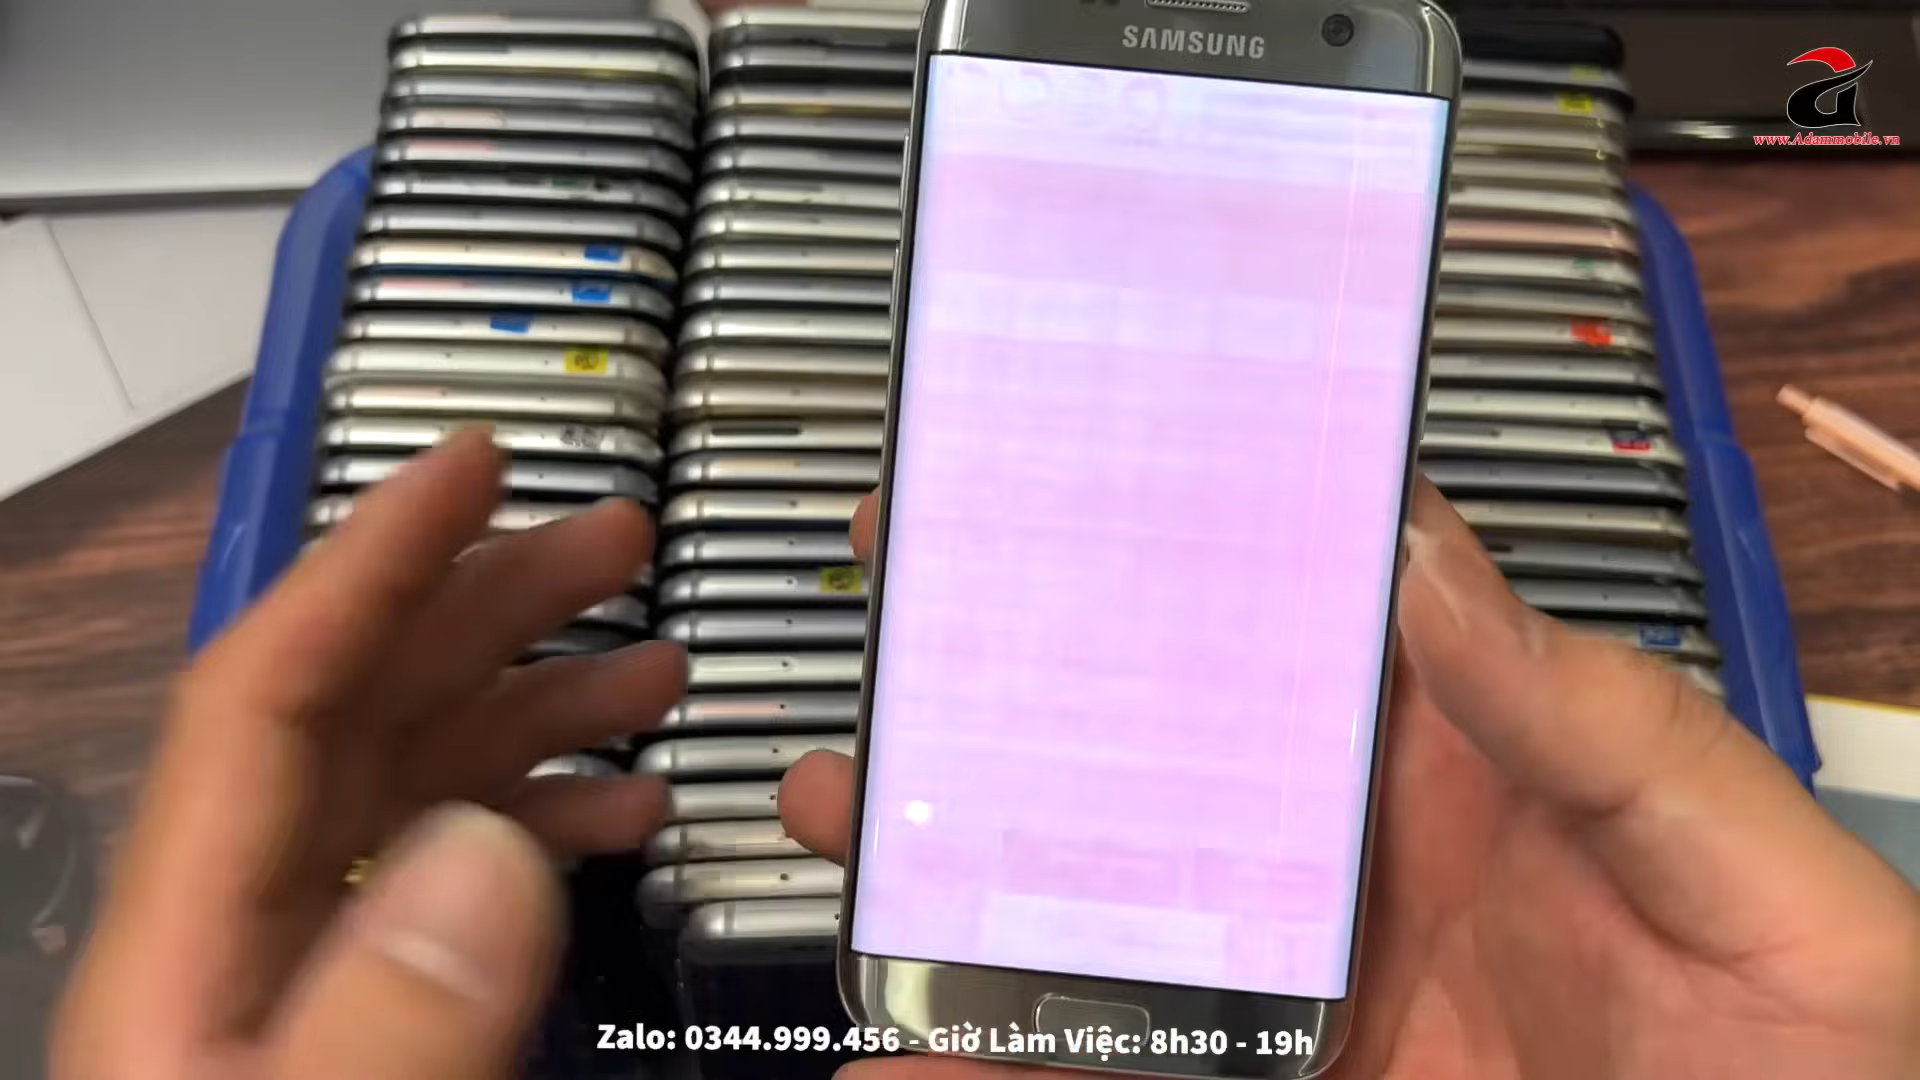 SAMSUNG
www.Adammobile.vn
Zalo: 0344.999.456 - Giờ Làm Việc: 8h30 - 19h